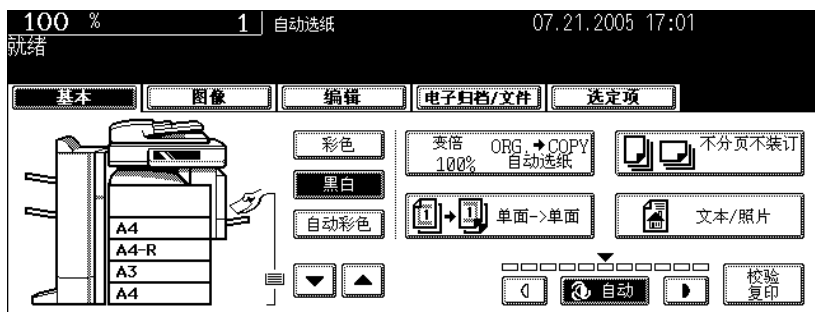 100 % 1 自动选纸 07.21.2005 17:01
就绪
基本 图像 编辑 电子归档/文件 选定项
彩色
黑白
自动彩色
变倍 ORG.→COPY
100% 自动选纸
不分页不装订
1→1 单面->单面
文本/照片
A4
A4-R
A3
A4
自动
校验
复印